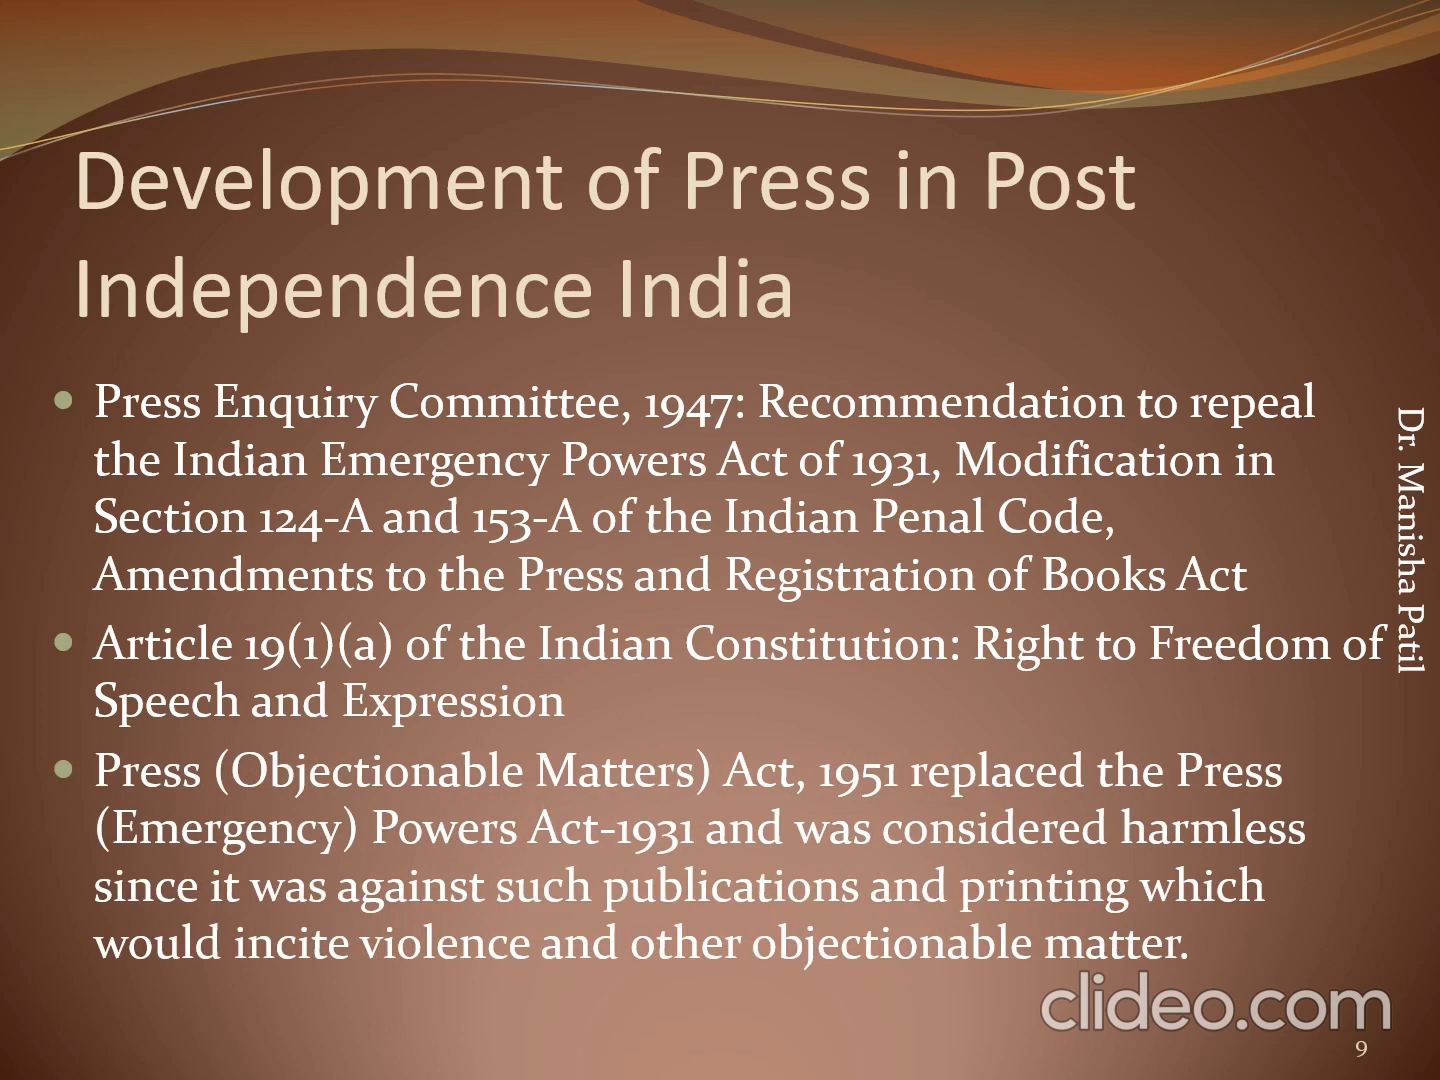 Development of Press in Post
Independence India
Press Enquiry Committee, 1947: Recommendation to repeal
the Indian Emergency Powers Act of 1931, Modification in
Section 124-A and 153-A of the Indian Penal Code,
Amendments to the Press and Registration of Books Act
Article 19(1)(a) of the Indian Constitution: Right to Freedom of
Speech and Expression
Press (Objectionable Matters) Act, 1951 replaced the Press
(Emergency) Powers Act-1931 and was considered harmless
since it was against such publications and printing which
would incite violence and other objectionable matter.
Dr. Manisha Patil
clideo.com
9